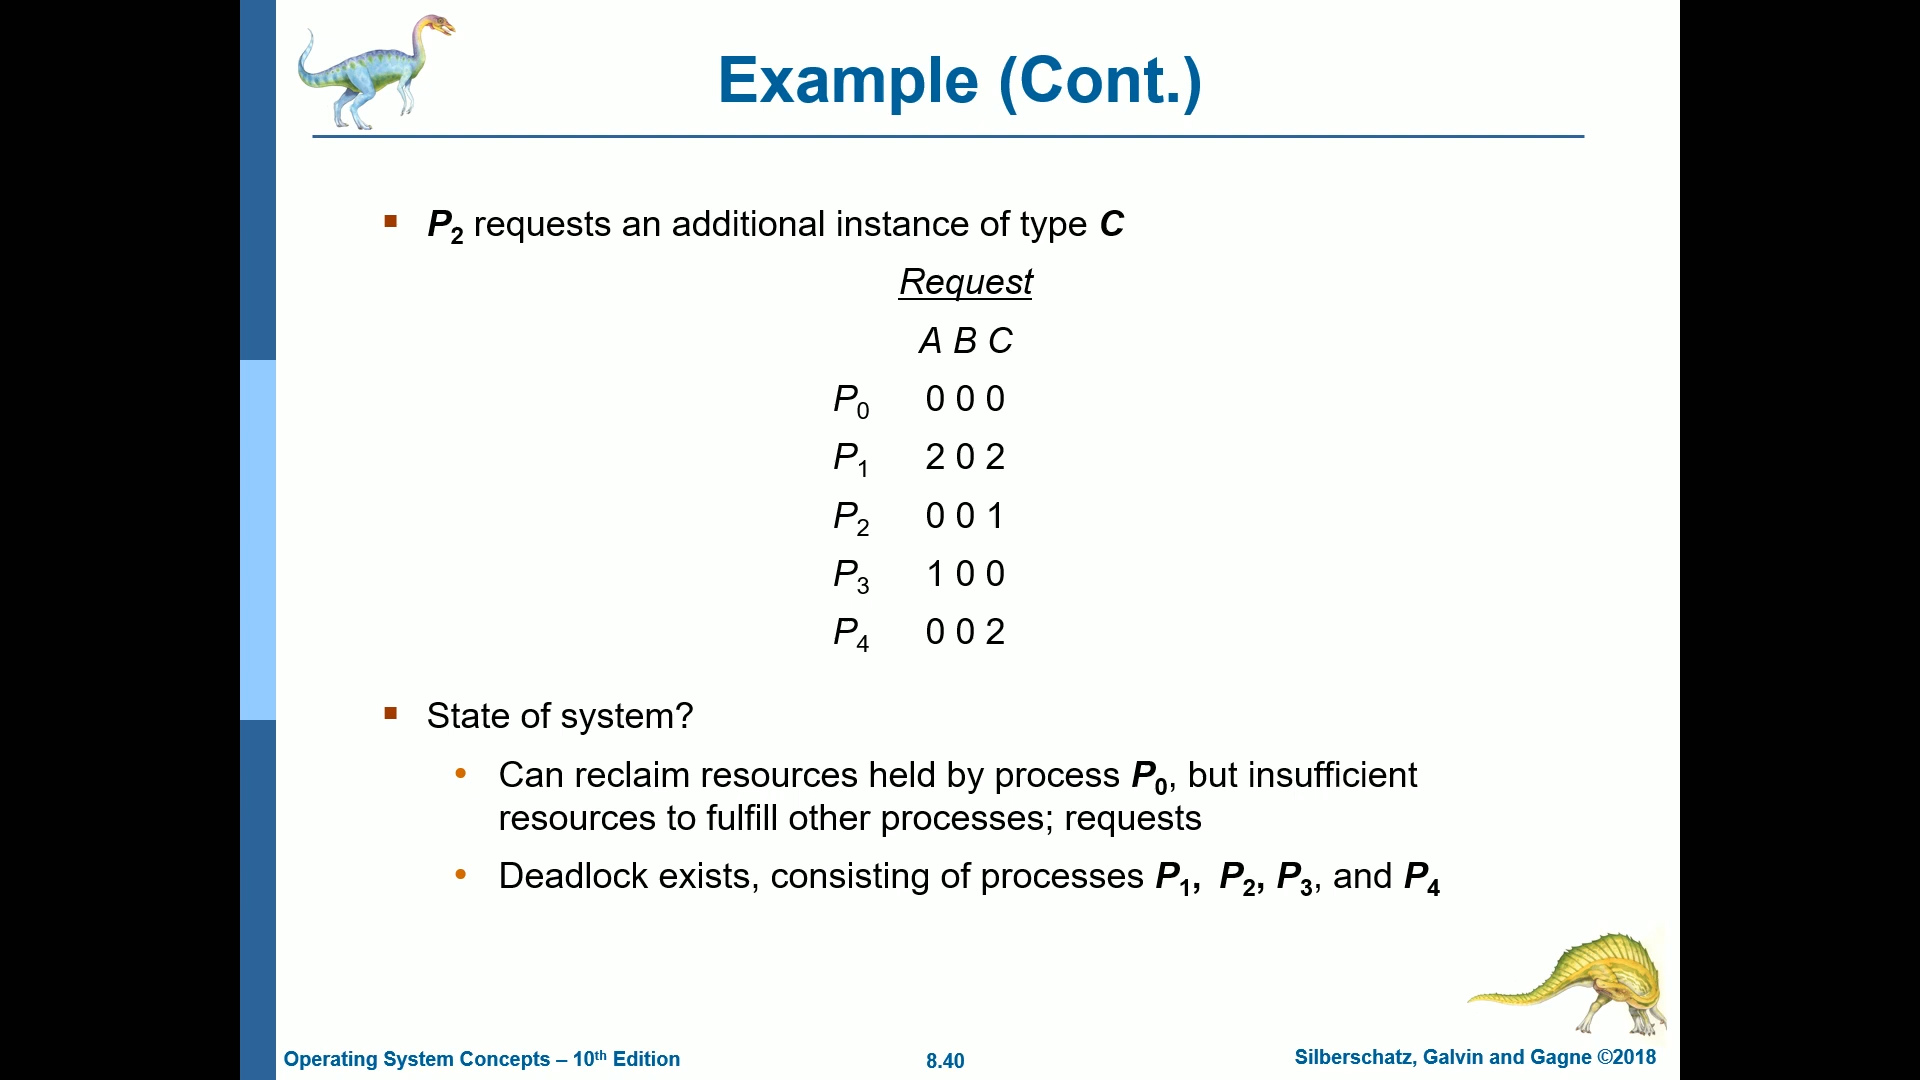 Example (Cont.)
P2 requests an additional instance of type C
Request
A B C
P0 0 0 0
P1 2 0 2
P2 0 0 1
P3 1 0 0
P4 0 0 2
State of system?
Can reclaim resources held by process P0, but insufficient
resources to fulfill other processes; requests
Deadlock exists, consisting of processes P1, P2, P3, and P4
Operating System Concepts – 10th Edition
8.40
Silberschatz, Galvin and Gagne ©2018